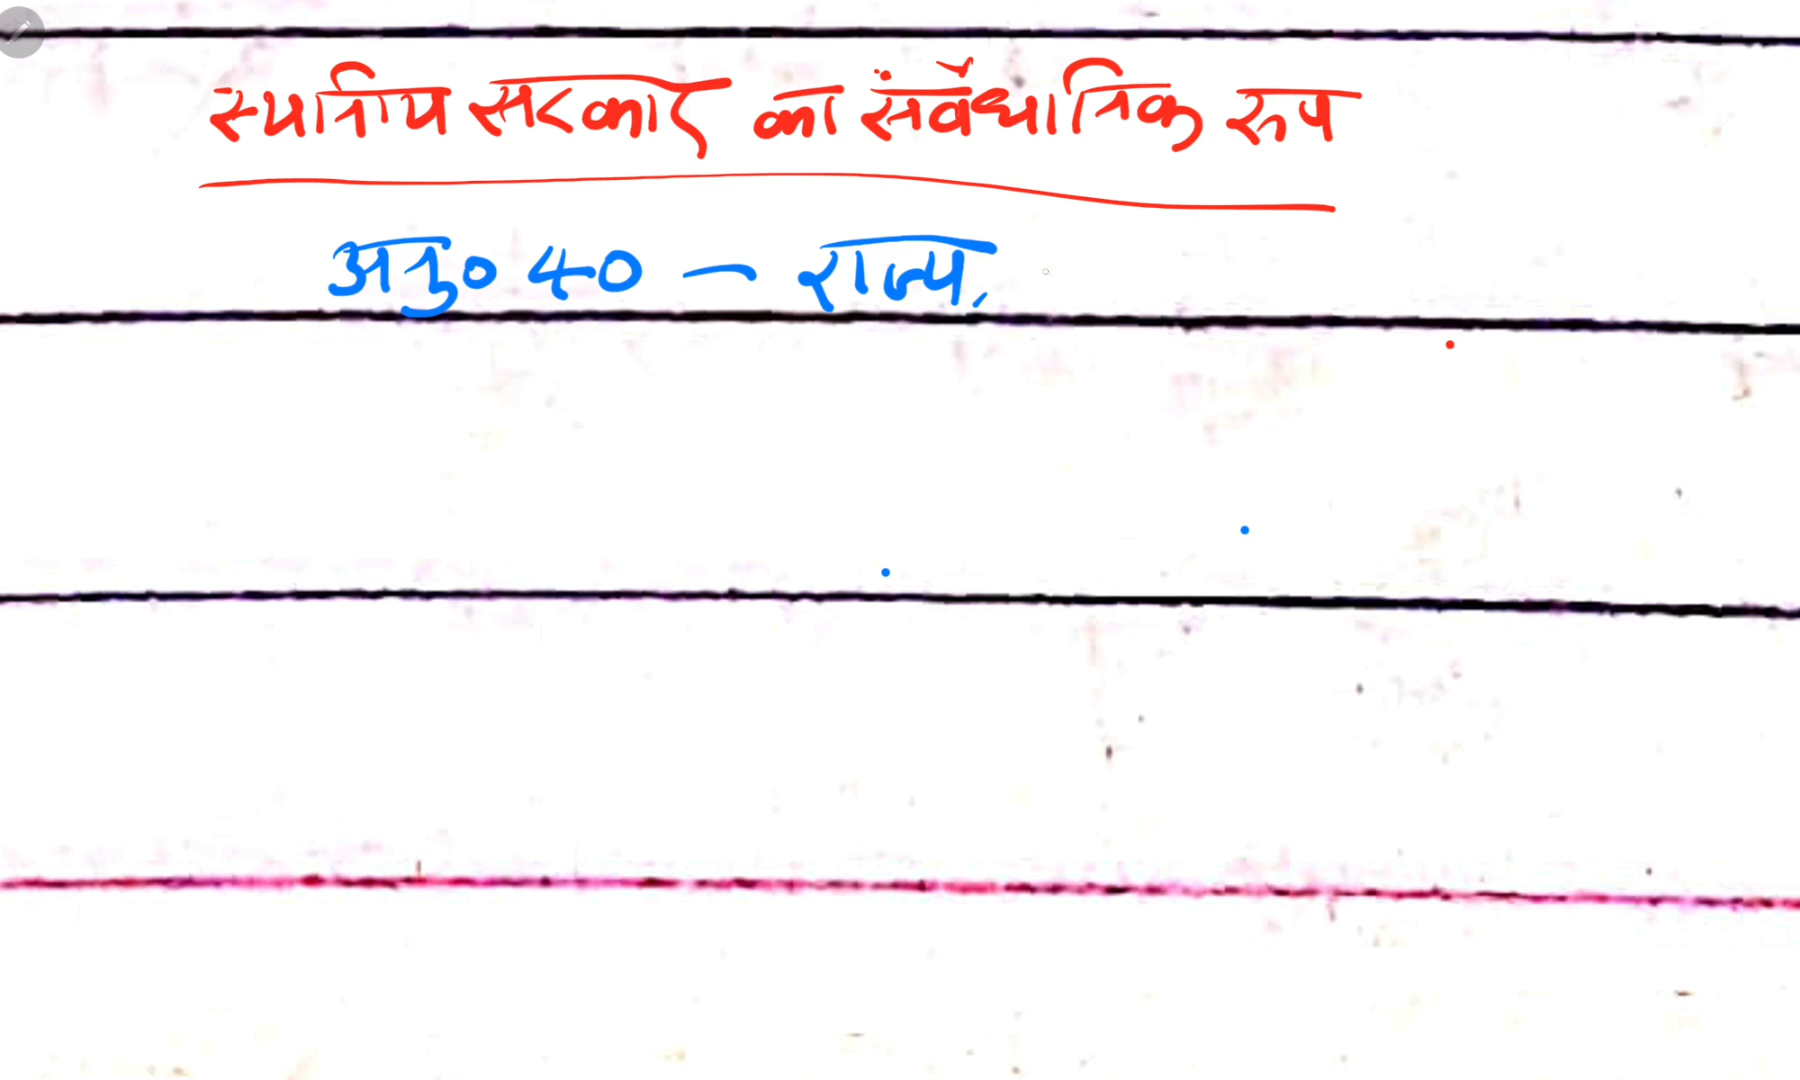 स्थानिय सरकार का संवैधानिक रूप
अनु० 40 – राज्य,